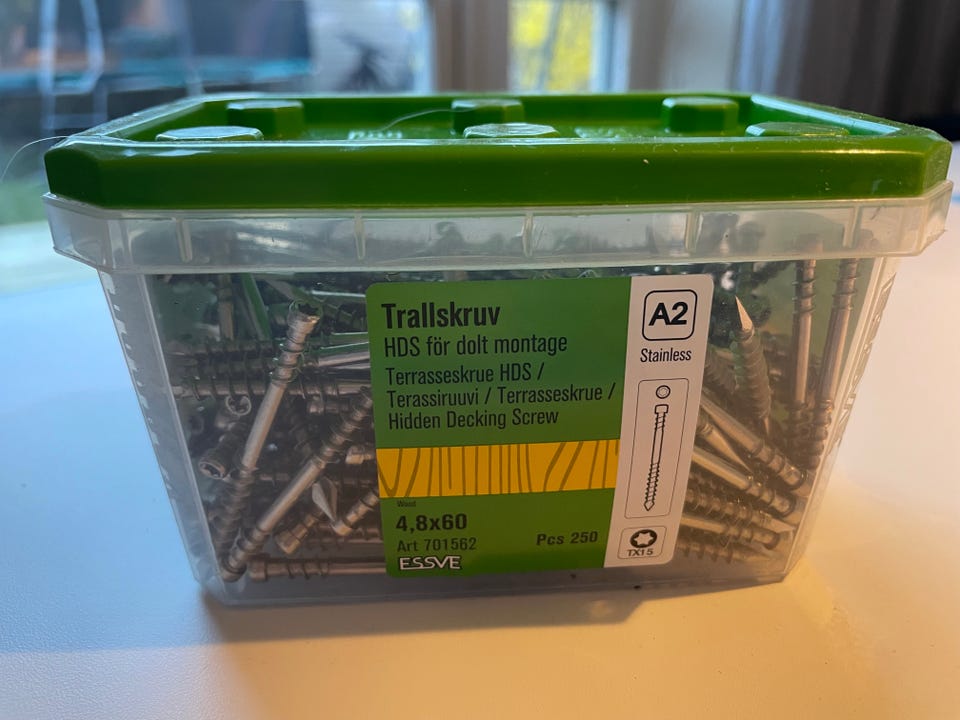 Trallskruv
HDS för dolt montage
Terrasseskrue HDS /
Terassiruuvi / Terrasseskrue /
Hidden Decking Screw
Wood
4,8x60
Art 701562
Pcs 250
ESSVE
A2
Stainless
TX15